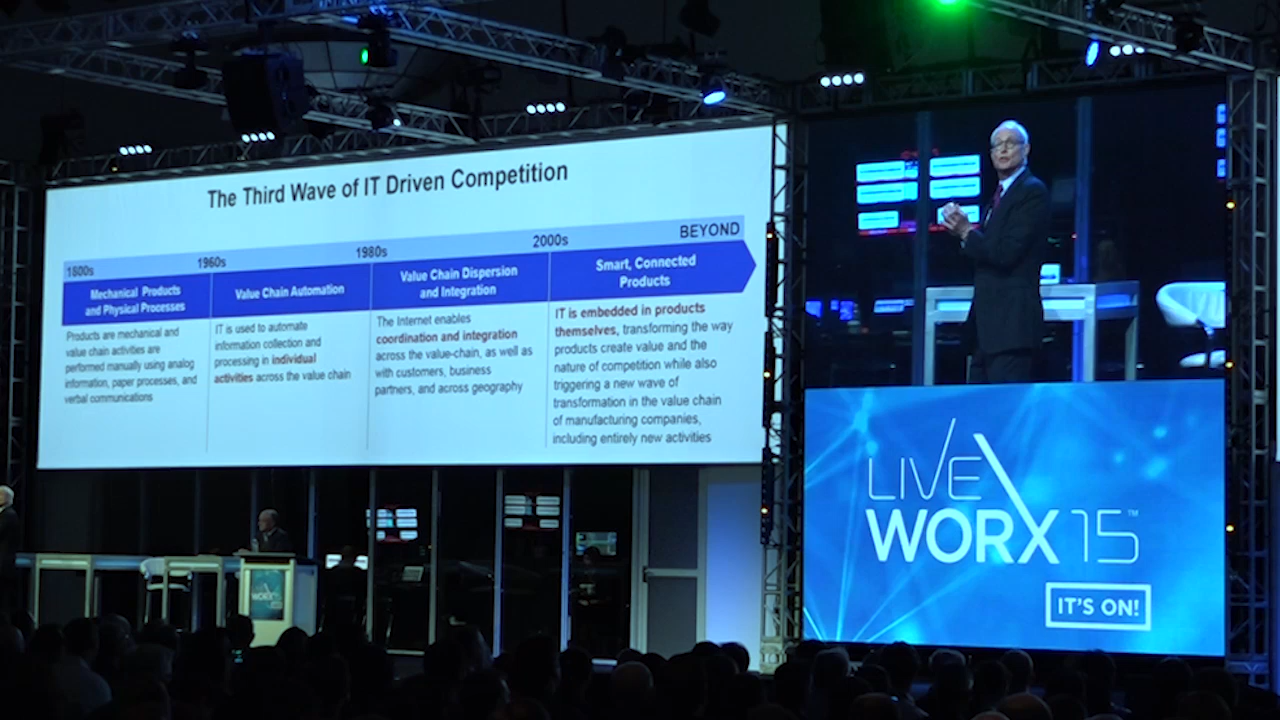 The Third Wave of IT Driven Competition
1800s
1960s
1980s
2000s
BEYOND
Mechanical Products
and Physical Processes
Value Chain Automation
Value Chain Dispersion
and Integration
Smart, Connected
Products
Products are mechanical and
value chain activities are
performed manually using analog
information, paper processes, and
verbal communications
IT is used to automate
information collection and
processing in individual
activities across the value chain
The Internet enables
coordination and integration
across the value-chain, as well as
with customers, business
partners, and across geography
IT is embedded in products
themselves, transforming the way
products create value and the
nature of competition while also
triggering a new wave of
transformation in the value chain
of manufacturing companies,
including entirely new activities
LIVE
WORX 15™
IT'S ON!
WORX